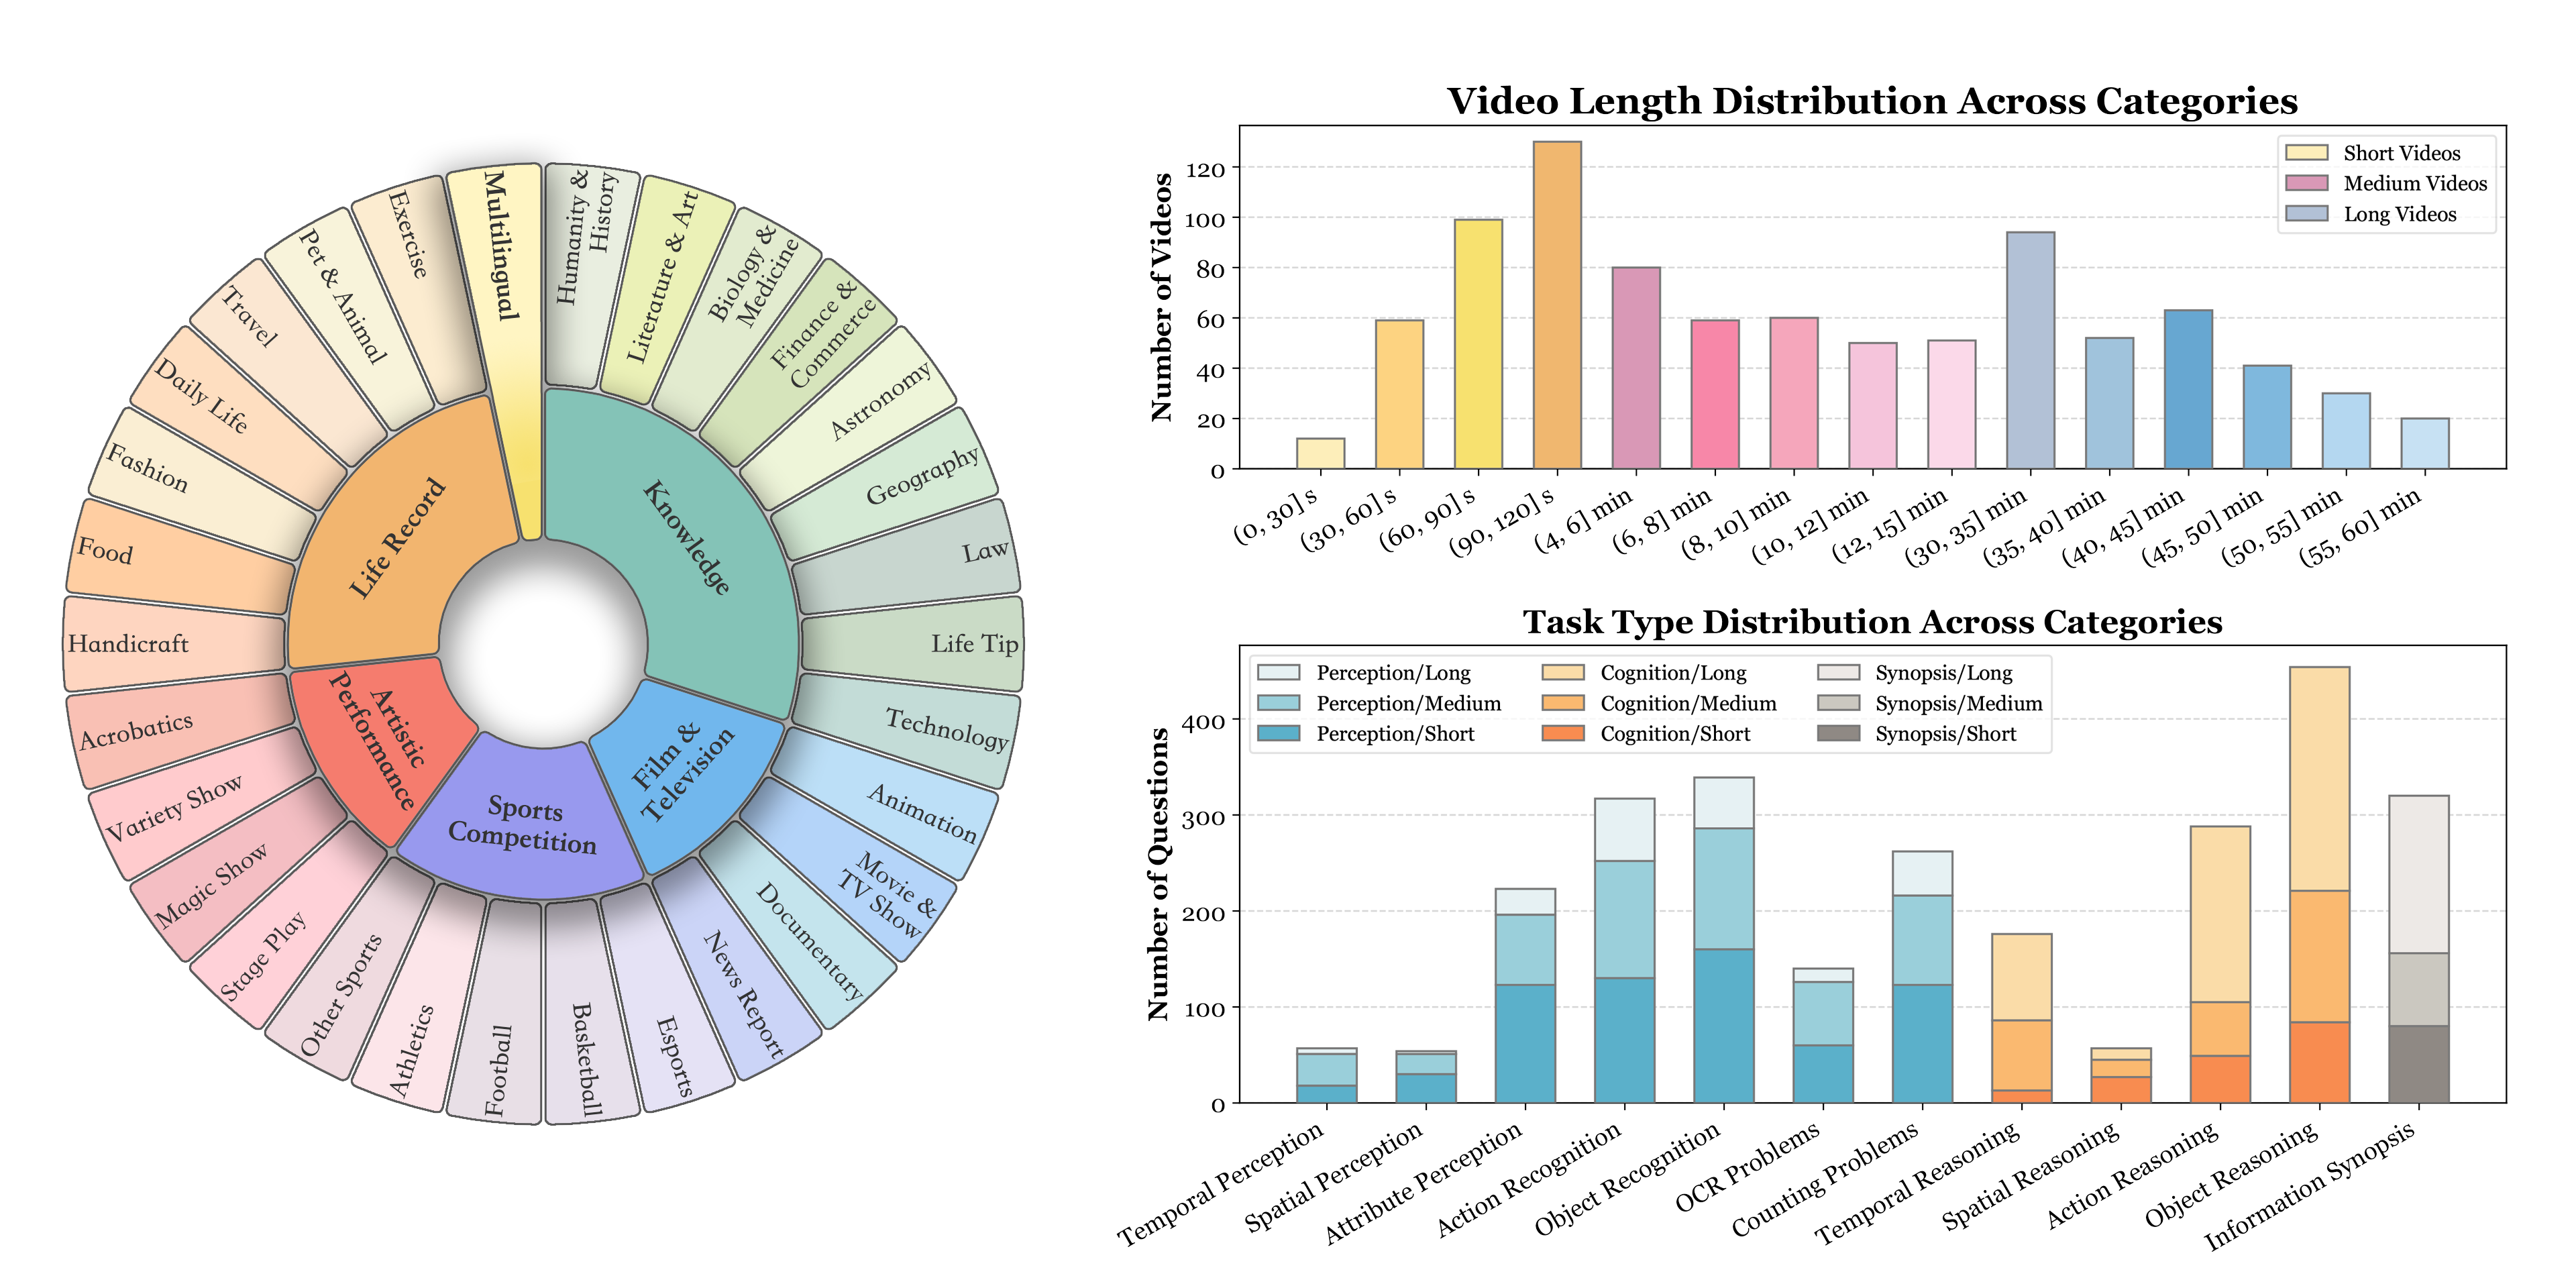 Multilingual
Humanity &
History
Literature & Art
Biology &
Medicine
Finance &
Commerce
Astronomy
Geography
Law
Life Tip
Technology
Animation
Movie &
TV Show
Documentary
News Report
Esports
Basketball
Football
Athletics
Other Sports
Stage Play
Magic Show
Variety Show
Acrobatics
Handicraft
Food
Fashion
Daily Life
Travel
Pet & Animal
Exercise
Knowledge
Film &
Television
Sports
Competition
Artistic
Performance
Life Record
Video Length Distribution Across Categories
Number of Videos
120
100
80
60
40
20
0
Short Videos
Medium Videos
Long Videos
(0, 30] s
(30, 60] s
(60, 90] s
(90, 120] s
(4, 6] min
(6, 8] min
(8, 10] min
(10, 12] min
(12, 15] min
(30, 35] min
(35, 40] min
(40, 45] min
(45, 50] min
(50, 55] min
(55, 60] min
Task Type Distribution Across Categories
Number of Questions
400
300
200
100
0
Perception/Long
Perception/Medium
Perception/Short
Cognition/Long
Cognition/Medium
Cognition/Short
Synopsis/Long
Synopsis/Medium
Synopsis/Short
Temporal Perception
Spatial Perception
Attribute Perception
Action Recognition
Object Recognition
OCR Problems
Counting Problems
Temporal Reasoning
Spatial Reasoning
Action Reasoning
Object Reasoning
Information Synopsis